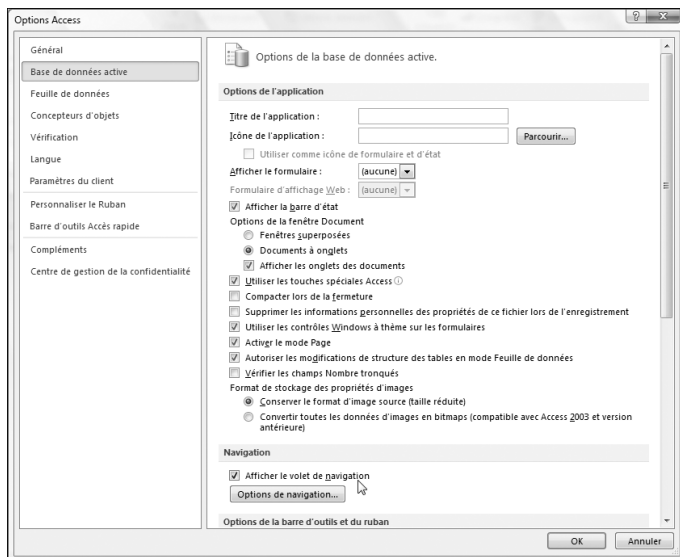 Options Access
Général
Base de données active
Feuille de données
Concepteurs d'objets
Vérification
Langue
Paramètres du client
Personnaliser le Ruban
Barre d'outils Accès rapide
Compléments
Centre de gestion de la confidentialité
Options de la base de données active.
Options de l'application
Titre de l'application :
Icône de l'application :
Parcourir...
Utiliser comme icône de formulaire et d'état
Afficher le formulaire : (aucune)
Formulaire d'affichage Web : (aucune)
Afficher la barre d'état
Options de la fenêtre Document
Fenêtres superposées
Documents à onglets
Afficher les onglets des documents
Utiliser les touches spéciales Access
Compacter lors de la fermeture
Supprimer les informations personnelles des propriétés de ce fichier lors de l'enregistrement
Utiliser les contrôles Windows à thème sur les formulaires
Activer le mode Page
Autoriser les modifications de structure des tables en mode Feuille de données
Vérifier les champs Nombre tronqués
Format de stockage des propriétés d'images
Conserver le format d'image source (taille réduite)
Convertir toutes les données d'images en bitmaps (compatible avec Access 2003 et version
antérieure)
Navigation
Afficher le volet de navigation
Options de navigation...
Options de la barre d'outils et du ruban
OK
Annuler